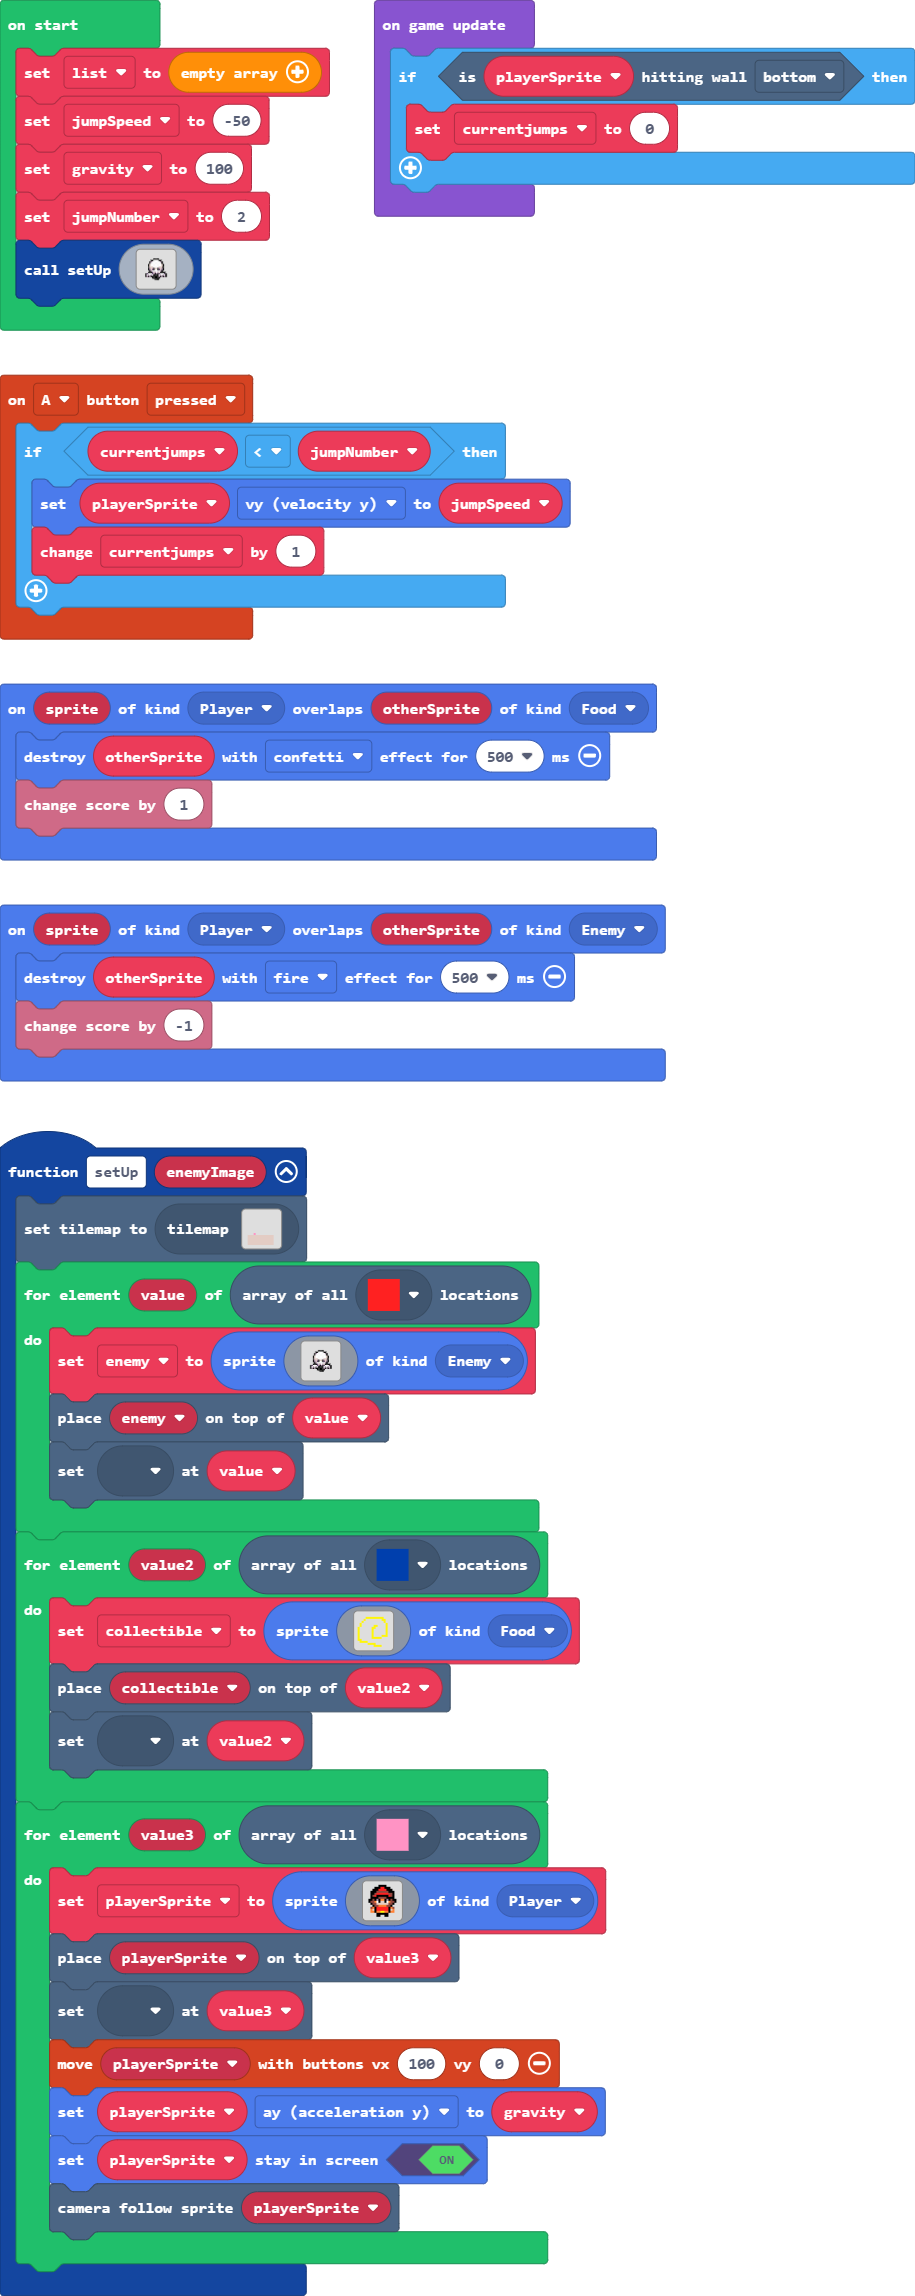 on start
set list to empty array
set jumpSpeed to -50
set gravity to 100
set jumpNumber to 2
call setUp
on game update
if is playerSprite hitting wall bottom then
set currentjumps to 0
on A button pressed
if currentjumps < jumpNumber then
set playerSprite vy (velocity y) to jumpSpeed
change currentjumps by 1
on sprite of kind Player overlaps otherSprite of kind Food
destroy otherSprite with confetti effect for 500 ms
change score by 1
on sprite of kind Player overlaps otherSprite of kind Enemy
destroy otherSprite with fire effect for 500 ms
change score by -1
function setUp enemyImage
set tilemap to tilemap
for element value of array of all locations
do
set enemy to sprite of kind Enemy
place enemy on top of value
set at value
for element value2 of array of all locations
do
set collectible to sprite of kind Food
place collectible on top of value2
set at value2
for element value3 of array of all locations
do
set playerSprite to sprite of kind Player
place playerSprite on top of value3
set at value3
move playerSprite with buttons vx 100 vy 0
set playerSprite ay (acceleration y) to gravity
set playerSprite stay in screen ON
camera follow sprite playerSprite